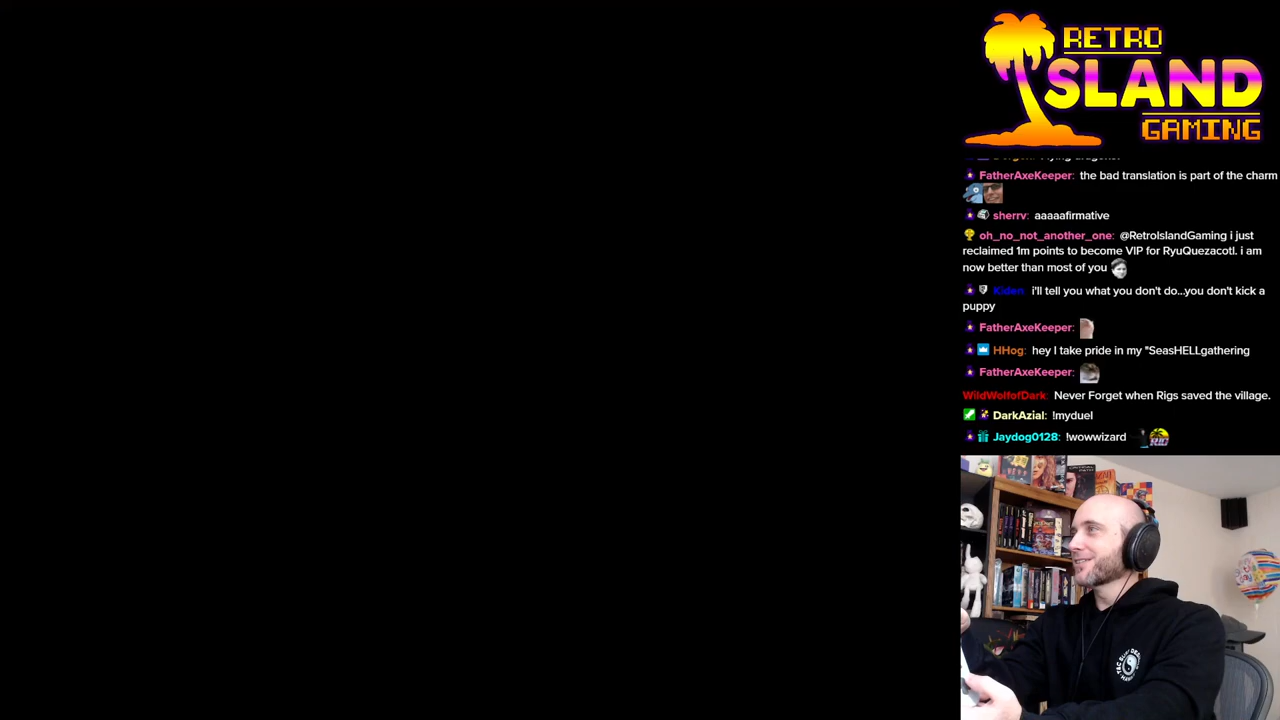 RETRO
ISLAND
GAMING
FatherAxeKeeper: the bad translation is part of the charm
sherrv: aaaaafirmative
oh_no_not_another_one: @RetroIslandGaming i just
reclaimed 1m points to become VIP for RyuQuezacotl. i am
now better than most of you
Kiden: i'll tell you what you don't do...you don't kick a
puppy
FatherAxeKeeper:
HHog: hey I take pride in my "SeasHELLgathering
FatherAxeKeeper:
WildWolfofDark: Never Forget when Rigs saved the village.
DarkAzial: !myduel
Jaydog0128: !wowwizard